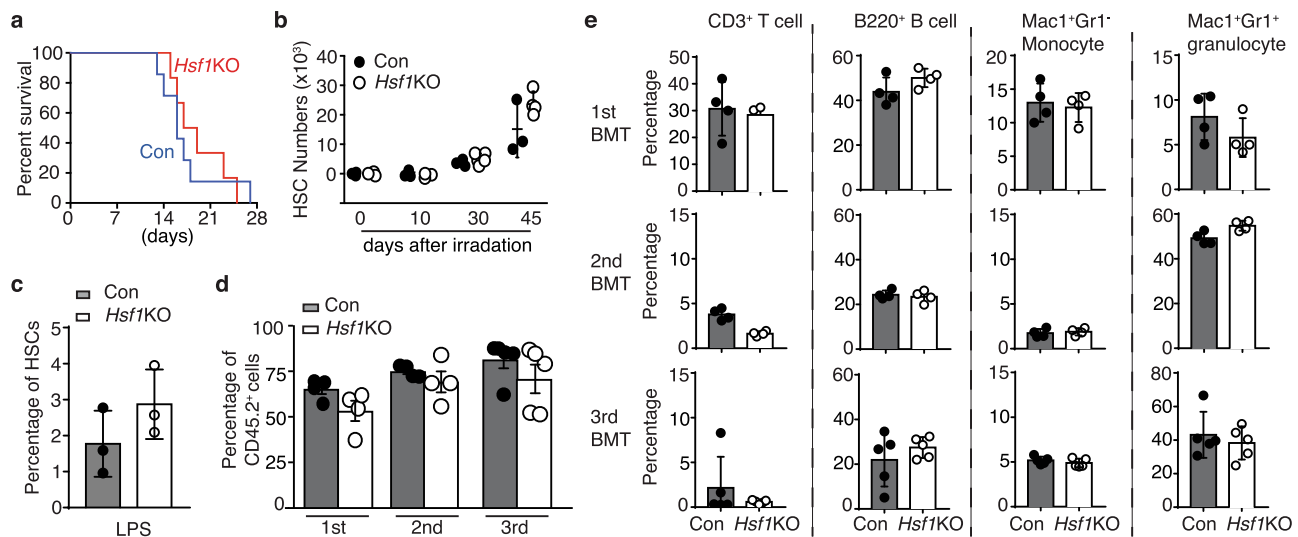 a
Percent survival
100
80
60
40
20
0
Hsf1KO
Con
0 7 14 21 28
(days)
b
HSC Numbers (x10³)
40
30
20
10
0
Con
Hsf1KO
0 10 30 45
days after irradation
c
Con
Hsf1KO
Percentage of HSCs
5
4
3
2
1
0
LPS
d
Con
Hsf1KO
Percentage of
CD45.2⁺ cells
100
75
50
25
0
1st 2nd 3rd
e
CD3⁺ T cell
B220⁺ B cell
Mac1⁺Gr1⁻
Monocyte
Mac1⁺Gr1⁺
granulocyte
1st
BMT
Percentage
50
40
30
20
10
0
60
40
20
0
20
15
10
5
0
15
10
5
0
2nd
BMT
Percentage
15
10
5
0
60
40
20
0
15
10
5
0
60
40
20
0
3rd
BMT
Percentage
15
10
5
0
60
40
20
0
15
10
5
0
80
60
40
20
0
Con Hsf1KO
Con Hsf1KO
Con Hsf1KO
Con Hsf1KO